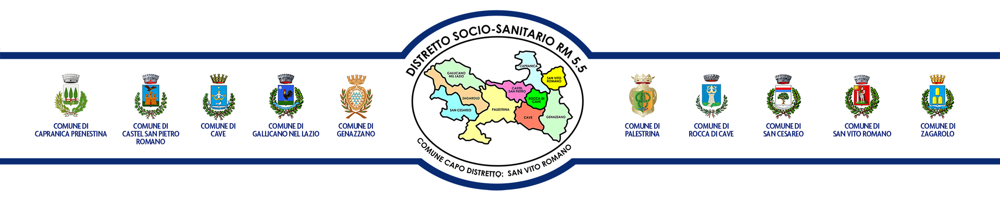 COMUNE DI
CAPRANICA PRENESTINA
COMUNE DI
CASTEL SAN PIETRO
ROMANO
COMUNE DI
CAVE
COMUNE DI
GALLICANO NEL LAZIO
COMUNE DI
GENAZZANO
DISTRETTO SOCIO-SANITARIO RM 5.5
CAPRANICA
GALLICANO
NEL LAZIO
SAN VITO
ROMANO
CASTEL
SAN PIETRO
ZAGAROLO
ROCCA DI
CAVE
SAN CESAREO
PALESTRINA
CAVE
GENAZZANO
COMUNE CAPO DISTRETTO: SAN VITO ROMANO
COMUNE DI
PALESTRINA
COMUNE DI
ROCCA DI CAVE
COMUNE DI
SAN CESAREO
COMUNE DI
SAN VITO ROMANO
COMUNE DI
ZAGAROLO